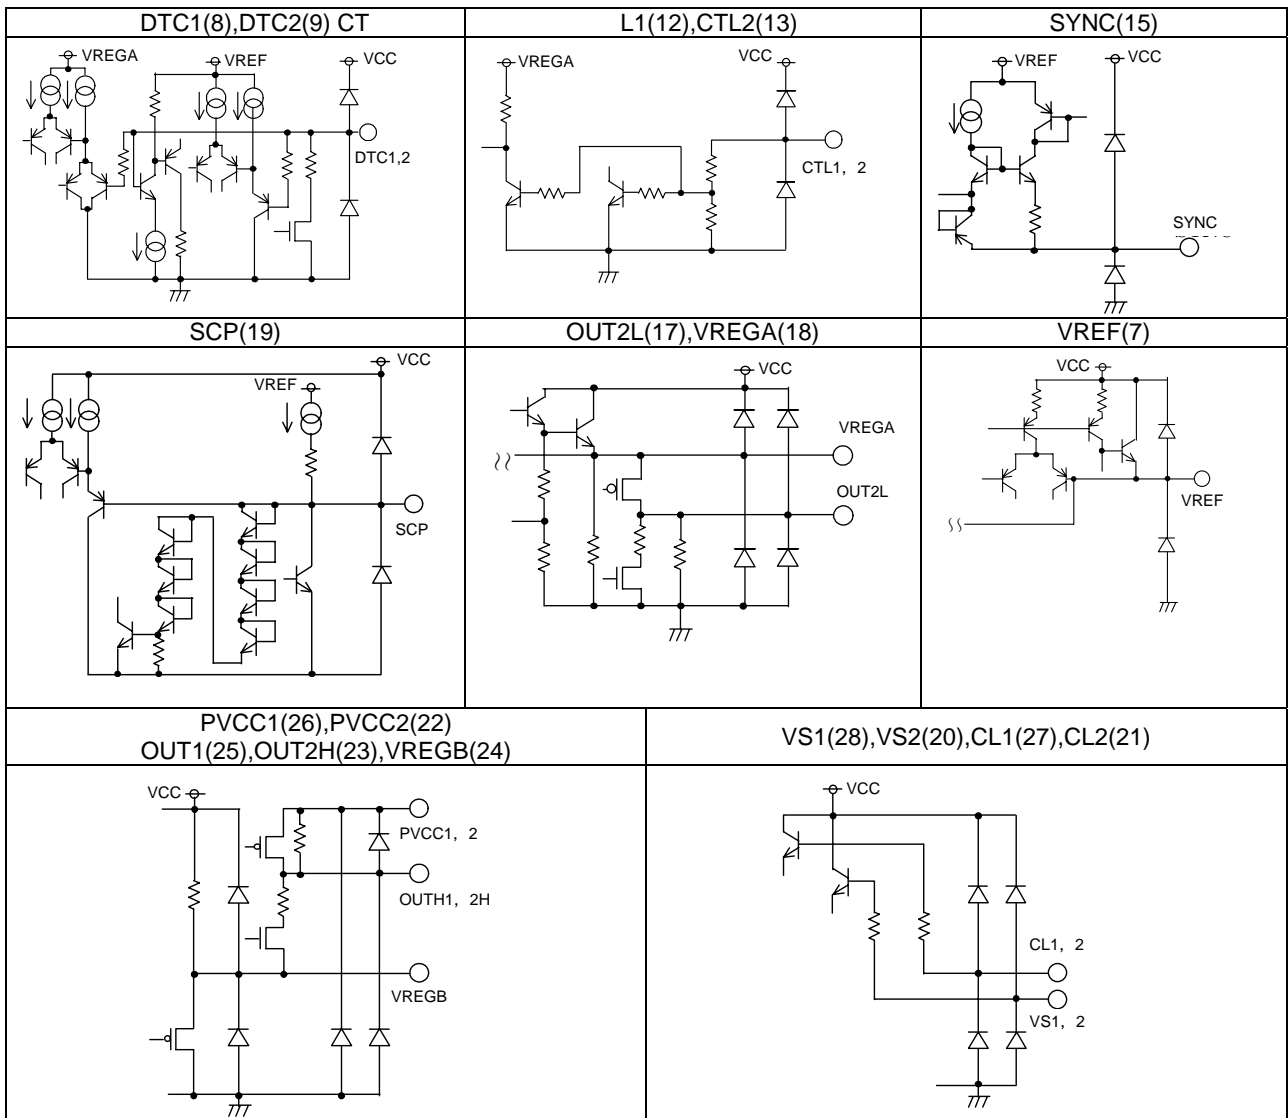 DTC1(8),DTC2(9) CT
L1(12),CTL2(13)
SYNC(15)
VREGA
VREF
VCC
DTC1,2
VREGA
VCC
CTL1, 2
VREF
VCC
SYNC
SCP(19)
OUT2L(17),VREGA(18)
VREF(7)
VCC
VREF
SCP
VCC
VREGA
OUT2L
VCC
VREF
PVCC1(26),PVCC2(22)
OUT1(25),OUT2H(23),VREGB(24)
VS1(28),VS2(20),CL1(27),CL2(21)
VCC
PVCC1, 2
OUTH1, 2H
VREGB
VCC
CL1, 2
VS1, 2